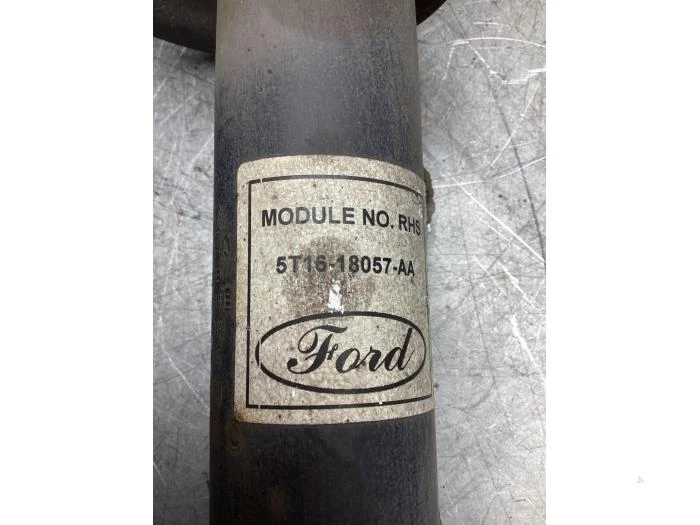 MODULE NO. RHS
5T16-18057-AA
Ford